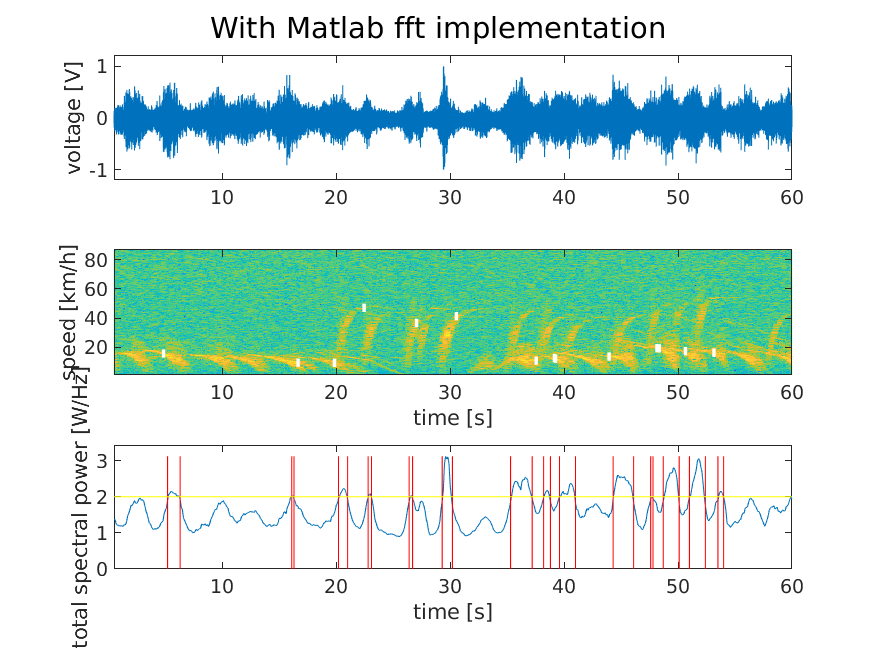 With Matlab fft implementation
voltage [V]
1
0
-1
10 20 30 40 50 60
speed [km/h]
80
60
40
20
10 20 30 40 50 60
time [s]
total spectral power [W/Hz]
3
2
1
0
10 20 30 40 50 60
time [s]